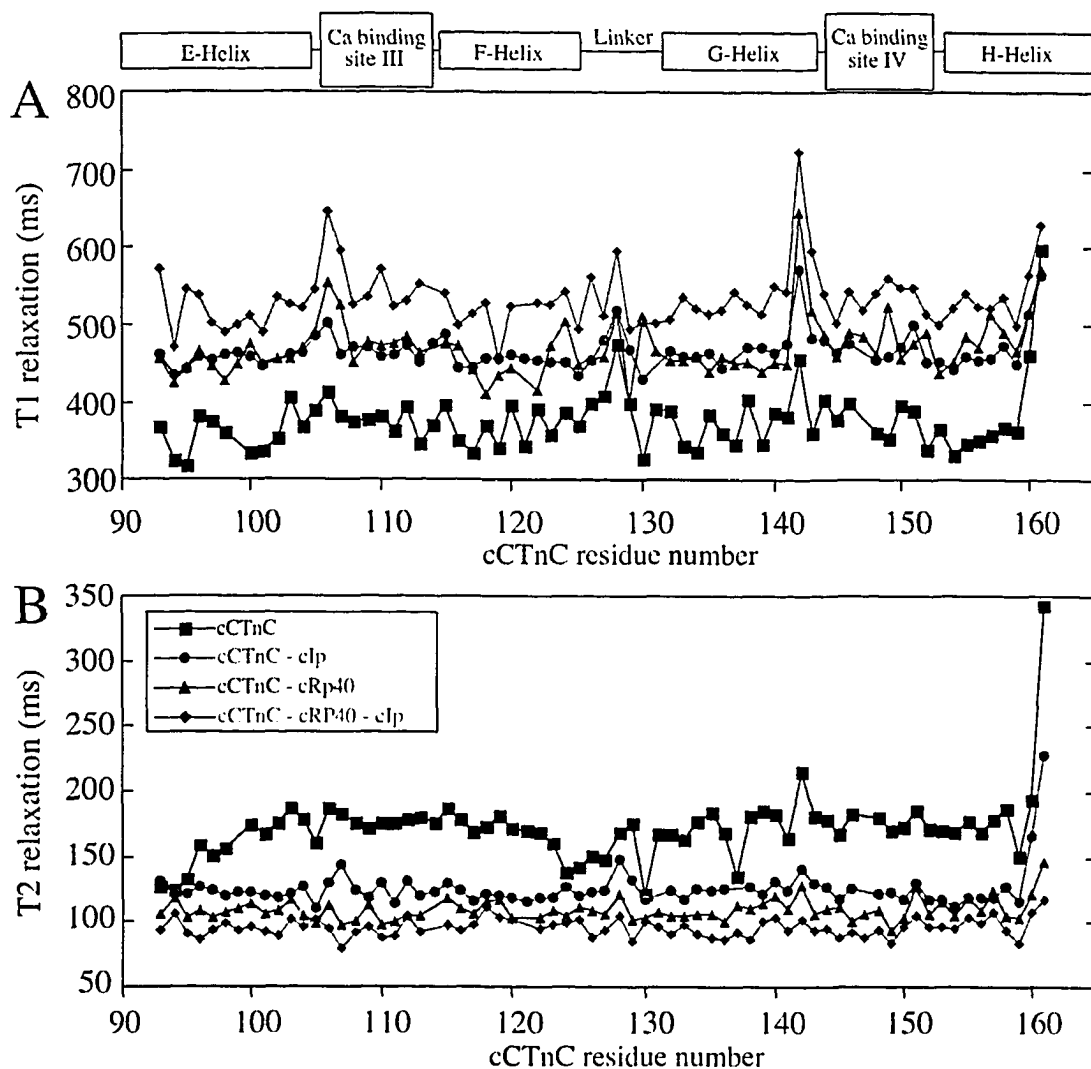 E-Helix
Ca binding
site III
F-Helix
Linker
G-Helix
Ca binding
site IV
H-Helix
A
T1 relaxation (ms)
800
700
600
500
400
300
90 100 110 120 130 140 150 160
cCTnC residue number
B
T2 relaxation (ms)
350
300
250
200
150
100
50
cCTnC
cCTnC - cIp
cCTnC - cRp40
cCTnC - cRP40 - cIp
90 100 110 120 130 140 150 160
cCTnC residue number